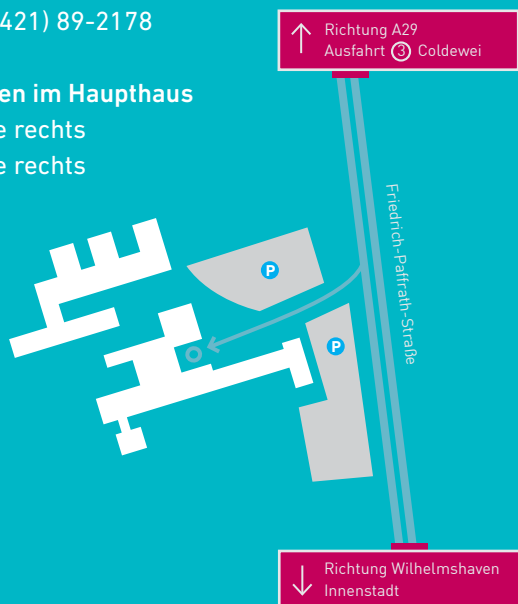 421) 89-2178
en im Haupthaus
e rechts
e rechts
Richtung A29
Ausfahrt 3 Coldewei
Friedrich-Paffrath-Straße
P
P
Richtung Wilhelmshaven
Innenstadt